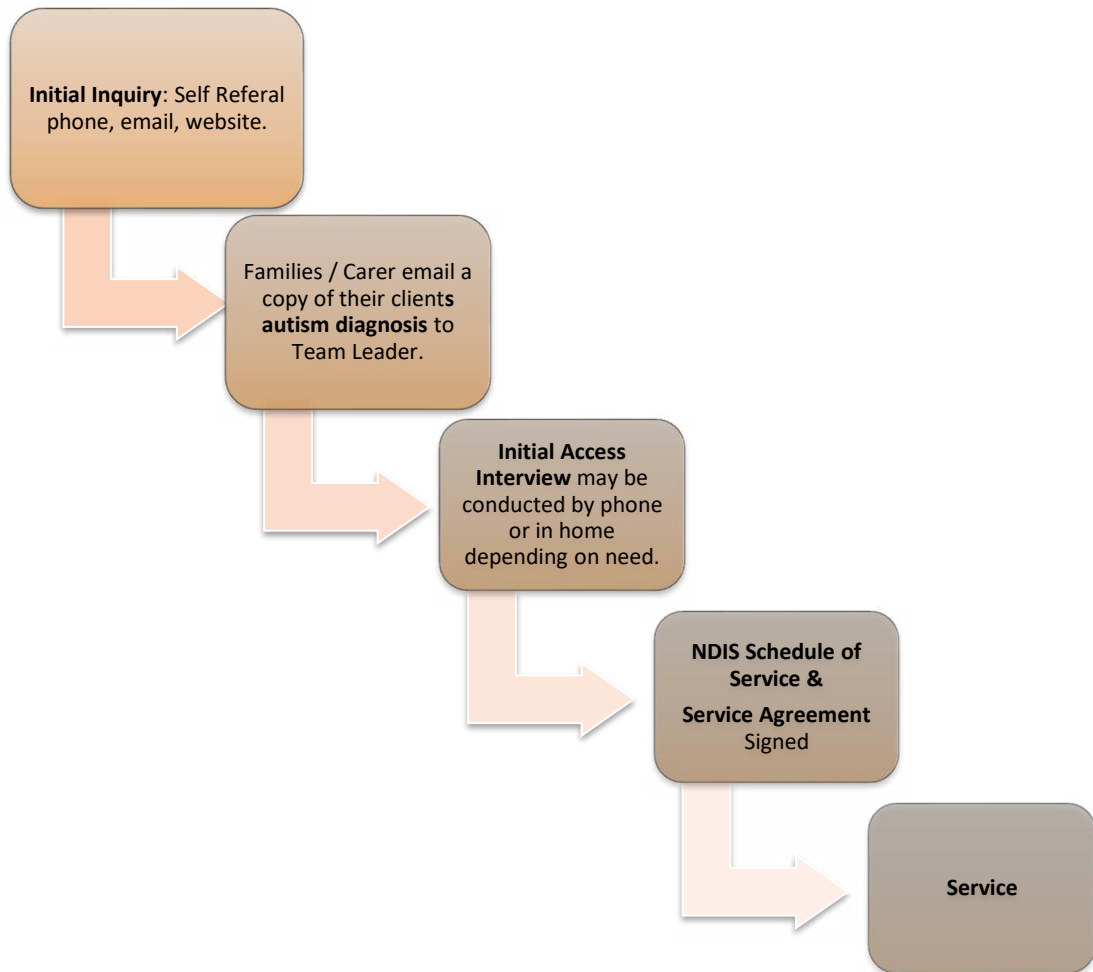 Initial Inquiry: Self Referal
phone, email, website.
Families / Carer email a
copy of their clients
autism diagnosis to
Team Leader.
Initial Access
Interview may be
conducted by phone
or in home
depending on need.
NDIS Schedule of
Service &
Service Agreement
Signed
Service